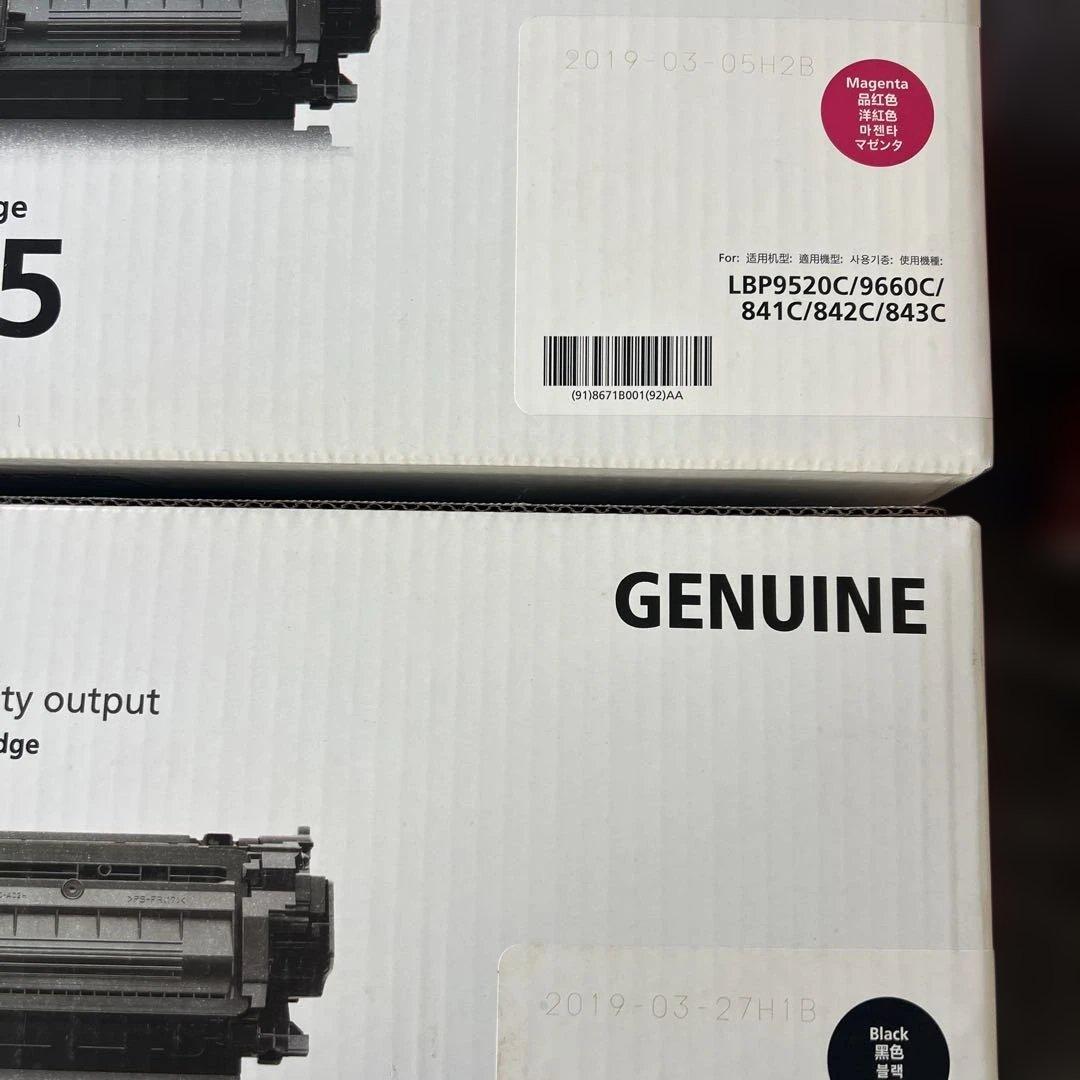 2019-03-05H2B
Magenta
品红色
洋紅色
마젠타
マゼンタ
ge
5
For: 适用机型: 適用機型: 사용기종: 使用機種:
LBP9520C/9660C/
841C/842C/843C
(91)8671B001(92)AA
GENUINE
ty output
dge
>PS-FR(17)<
2019-03-27H1B
Black
黑色
블랙